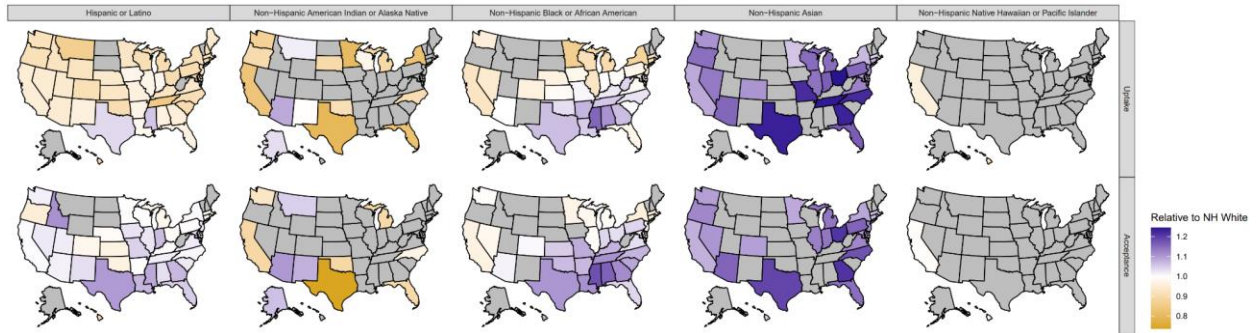 Hispanic or Latino
Non−Hispanic American Indian or Alaska Native
Non−Hispanic Black or African American
Non−Hispanic Asian
Non−Hispanic Native Hawaiian or Pacific Islander
Uptake
Acceptance
Relative to NH White
1.2
1.1
1.0
0.9
0.8